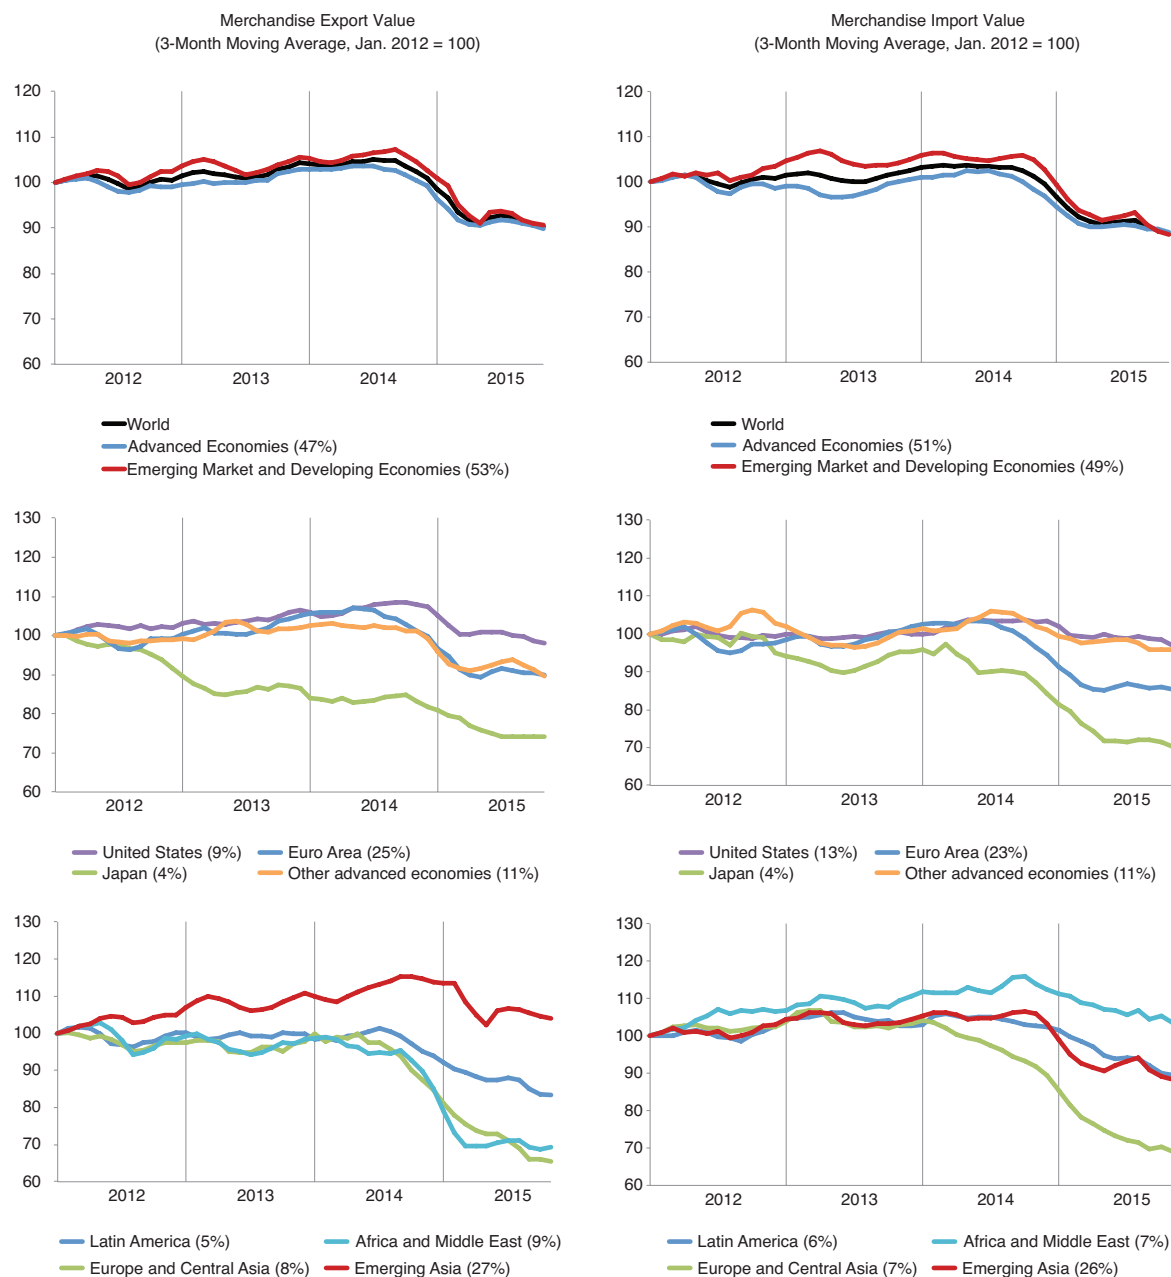 Merchandise Export Value
(3-Month Moving Average, Jan. 2012 = 100)
120
110
100
90
80
70
60
2012
2013
2014
2015
World
Advanced Economies (47%)
Emerging Market and Developing Economies (53%)
Merchandise Import Value
(3-Month Moving Average, Jan. 2012 = 100)
120
110
100
90
80
70
60
2012
2013
2014
2015
World
Advanced Economies (51%)
Emerging Market and Developing Economies (49%)
130
120
110
100
90
80
70
60
2012
2013
2014
2015
United States (9%)
Euro Area (25%)
Japan (4%)
Other advanced economies (11%)
130
120
110
100
90
80
70
60
2012
2013
2014
2015
United States (13%)
Euro Area (23%)
Japan (4%)
Other advanced economies (11%)
130
120
110
100
90
80
70
60
2012
2013
2014
2015
Latin America (5%)
Africa and Middle East (9%)
Europe and Central Asia (8%)
Emerging Asia (27%)
130
120
110
100
90
80
70
60
2012
2013
2014
2015
Latin America (6%)
Africa and Middle East (7%)
Europe and Central Asia (7%)
Emerging Asia (26%)